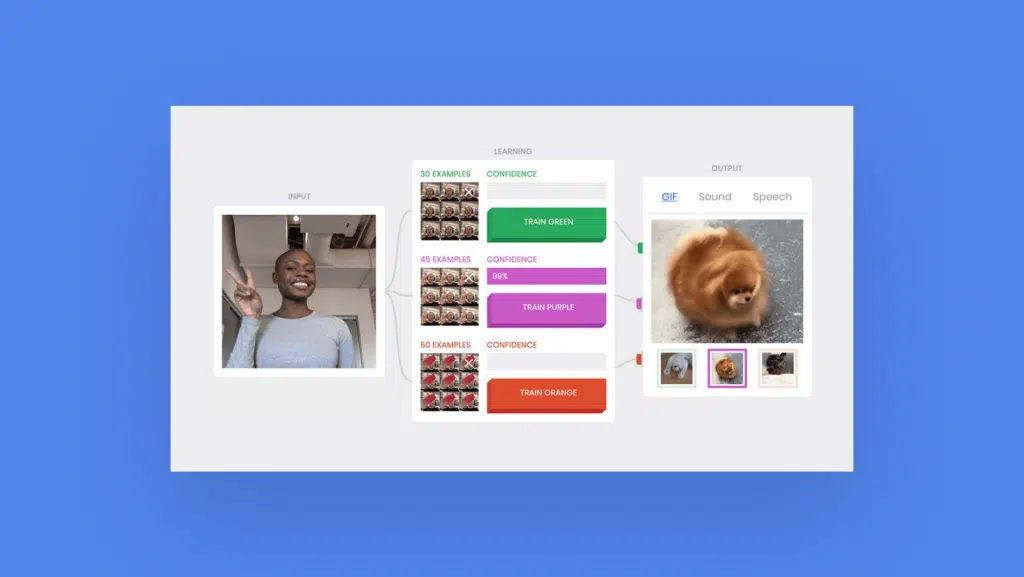 INPUT
LEARNING
30 EXAMPLES CONFIDENCE
TRAIN GREEN
45 EXAMPLES CONFIDENCE
99%
TRAIN PURPLE
50 EXAMPLES CONFIDENCE
TRAIN ORANGE
OUTPUT
GIF Sound Speech